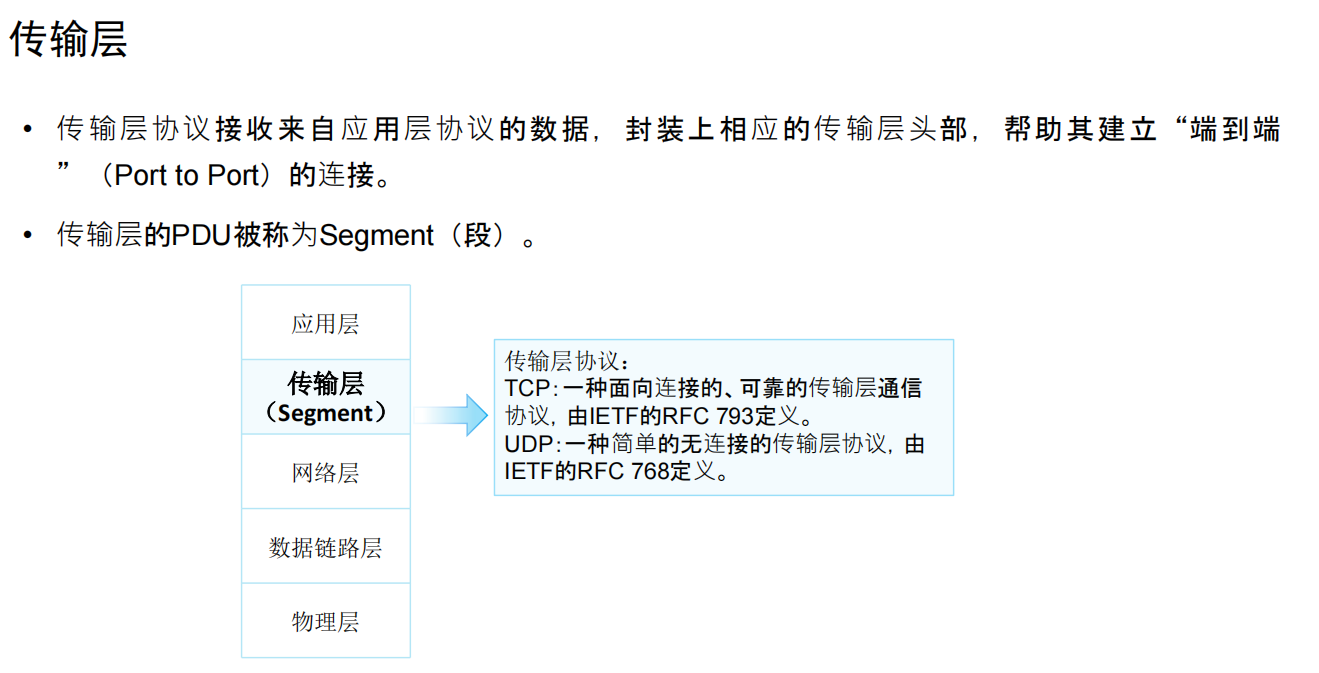 传输层
• 传输层协议接收来自应用层协议的数据，封装上相应的传输层头部，帮助其建立“端到端
”（Port to Port）的连接。
• 传输层的PDU被称为Segment（段）。
应用层
传输层
（Segment）
网络层
数据链路层
物理层
传输层协议：
TCP：一种面向连接的、可靠的传输层通信
协议，由IETF的RFC 793定义。
UDP：一种简单的无连接的传输层协议，由
IETF的RFC 768定义。